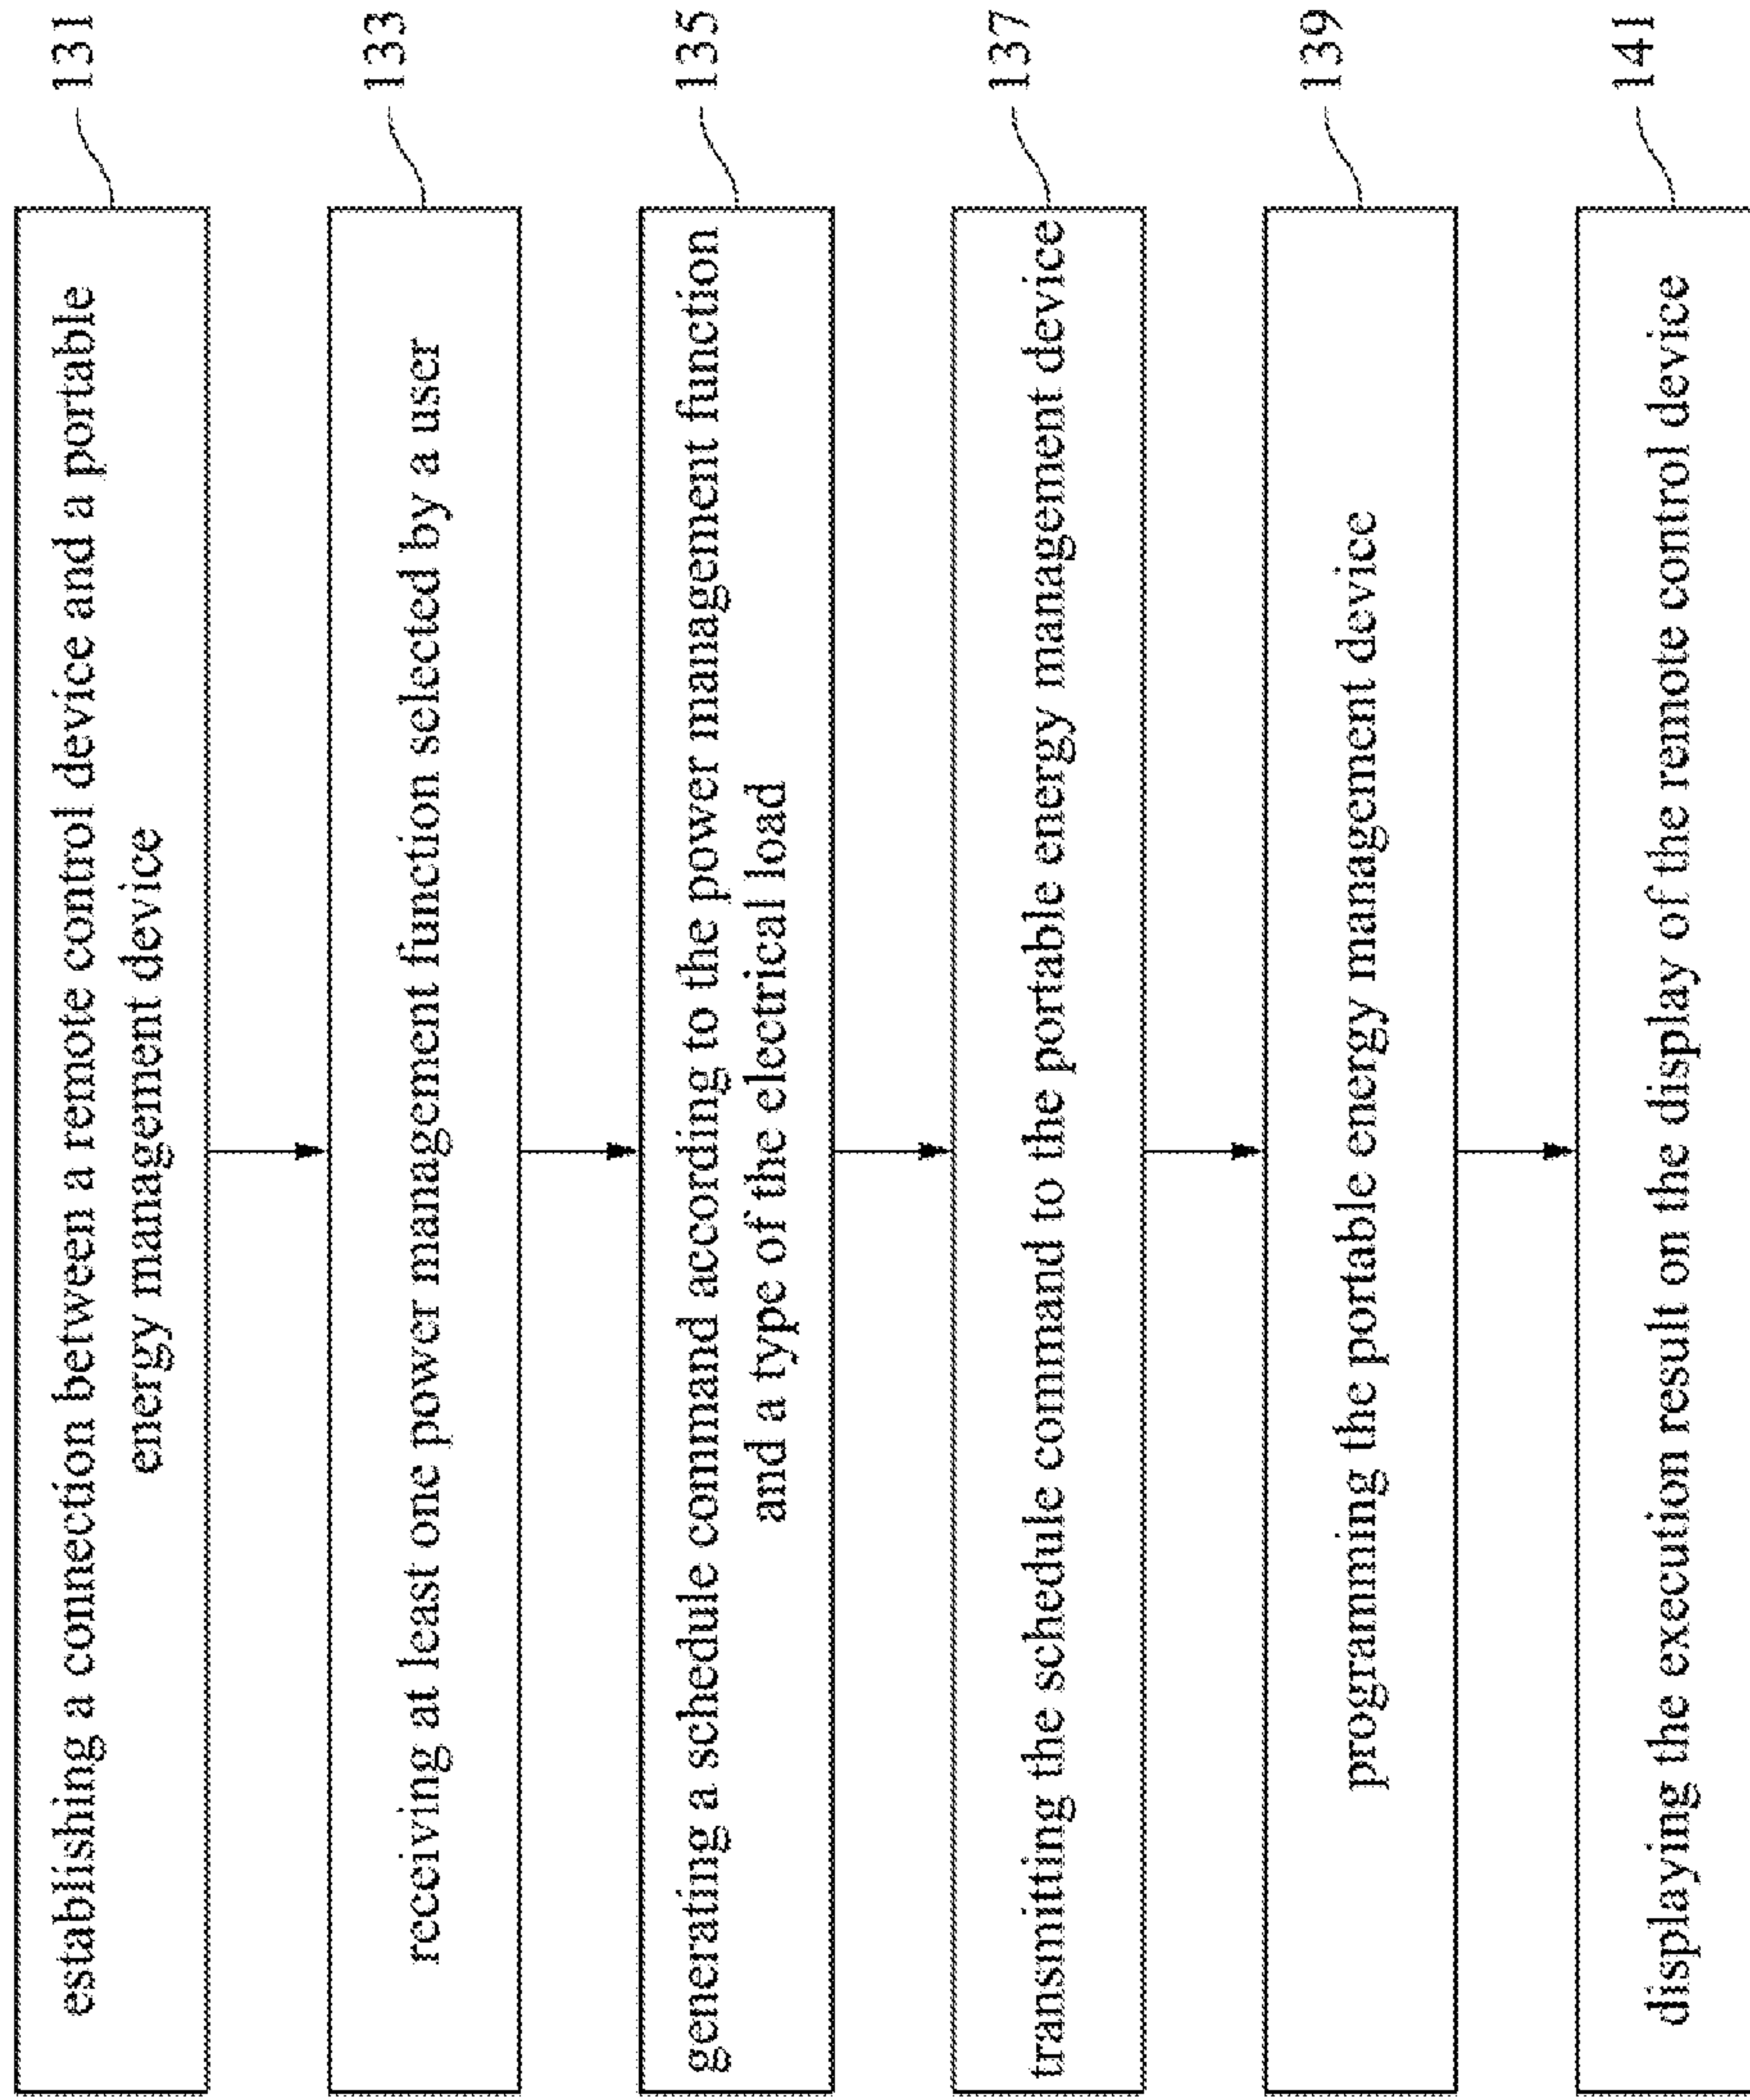 establishing a connection between a remote control device and a portable
energy management device
131
receiving at least one power management function selected by a user
133
generating a schedule command according to the power management function
and a type of the electrical load
135
transmitting the schedule command to the portable energy management device
137
programming the portable energy management device
139
displaying the execution result on the display of the remote control device
141